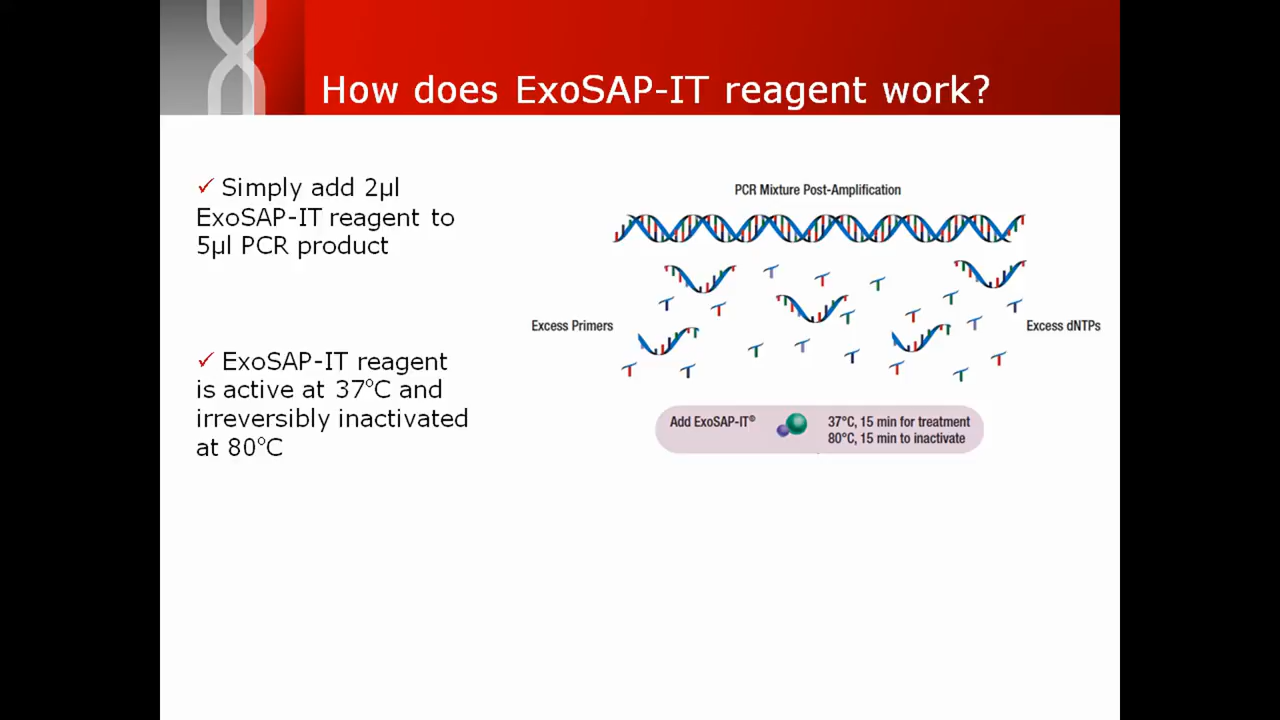 How does ExoSAP-IT reagent work?
✓ Simply add 2µl
ExoSAP-IT reagent to
5µl PCR product
✓ ExoSAP-IT reagent
is active at 37°C and
irreversibly inactivated
at 80°C
PCR Mixture Post-Amplification
Excess Primers
Excess dNTPs
Add ExoSAP-IT®
37°C, 15 min for treatment
80°C, 15 min to inactivate